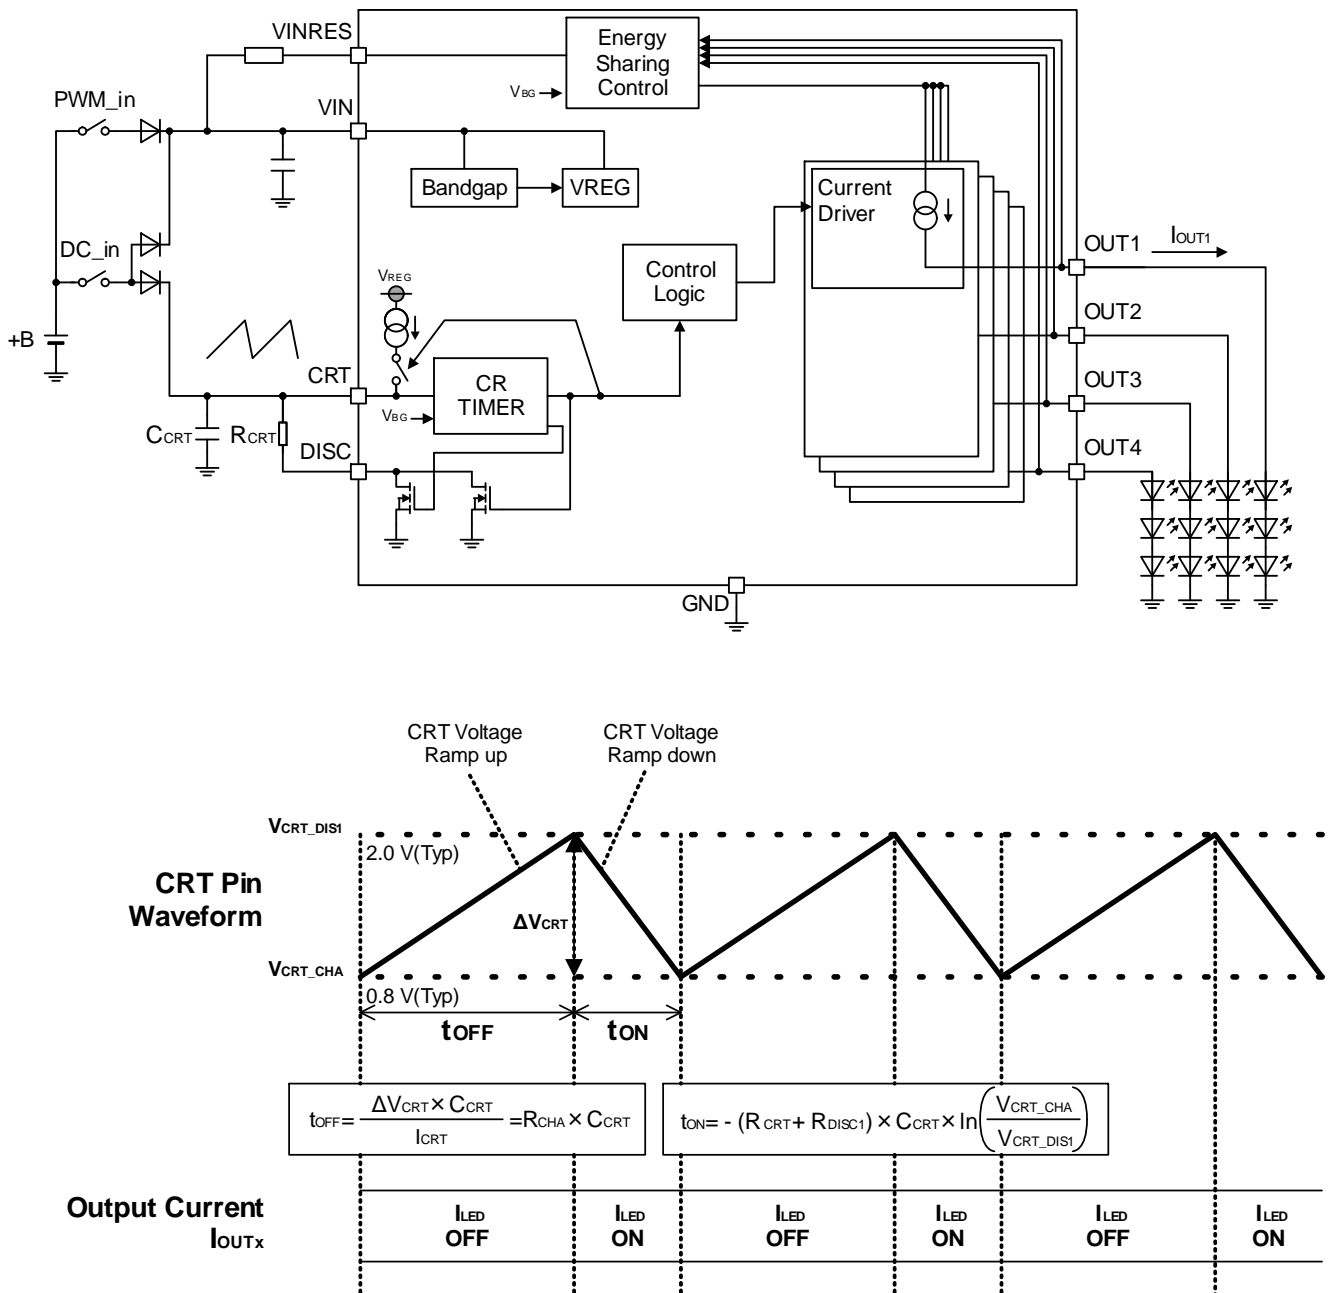 VINRES
Energy
Sharing
Control
VBG
PWM_in
VIN
Bandgap
VREG
Current
Driver
DC_in
OUT1
IOUT1
VREG
Control
Logic
OUT2
+B
CRT
CR
TIMER
OUT3
VBG
CCRT
RCRT
DISC
OUT4
GND
CRT Voltage
Ramp up
CRT Voltage
Ramp down
VCRT_DIS1
2.0 V(Typ)
CRT Pin
Waveform
ΔVCRT
VCRT_CHA
0.8 V(Typ)
tOFF
tON
tOFF= ΔVCRT × CCRT / ICRT =RCHA × CCRT
tON= - (RCRT+ RDISC1) × CCRT × ln(VCRT_CHA / VCRT_DIS1)
Output Current
IOUTx
ILED
OFF
ILED
ON
ILED
OFF
ILED
ON
ILED
OFF
ILED
ON